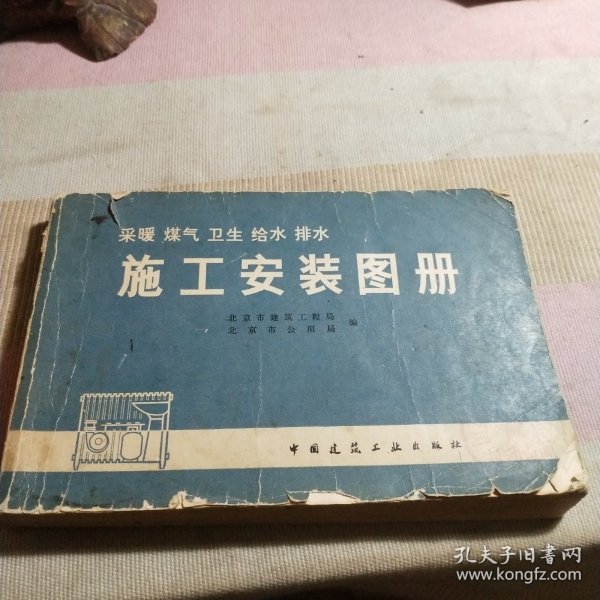 采暖 煤气 卫生 给水 排水
施工安装图册
北京市建筑工程局
北京市公用局
编
中国建筑工业出版社
孔夫子旧书网
www.kongfz.com